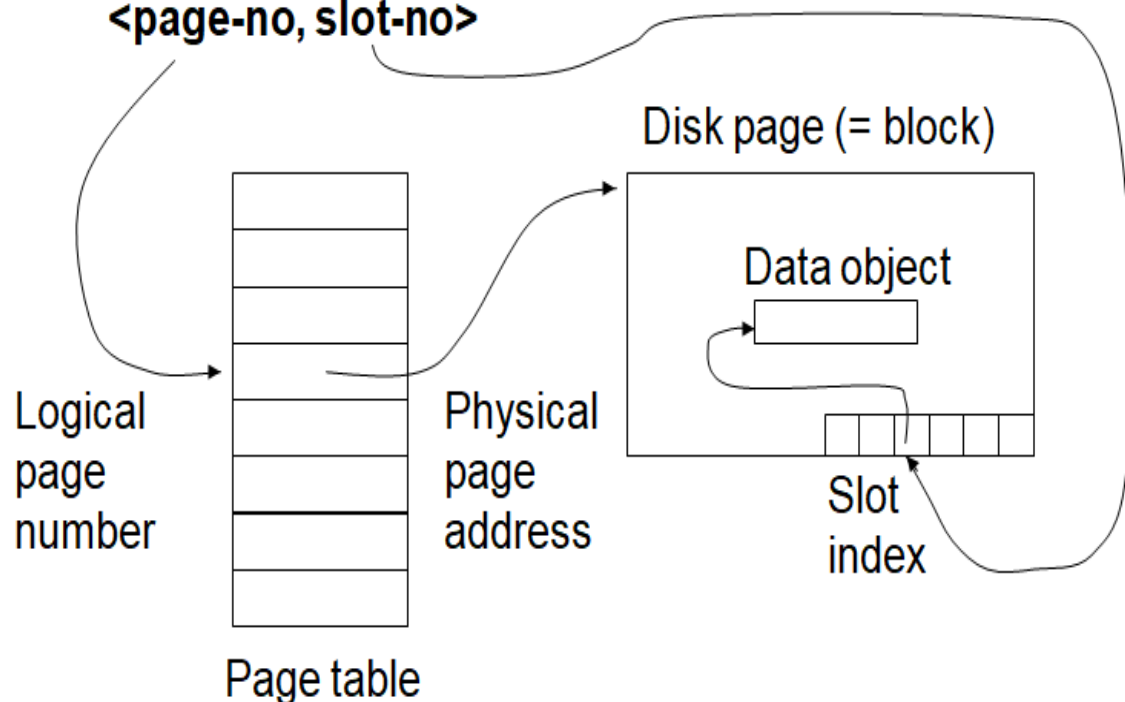 <page-no, slot-no>
Disk page (= block)
Data object
Logical
page
number
Physical
page
address
Slot
index
Page table